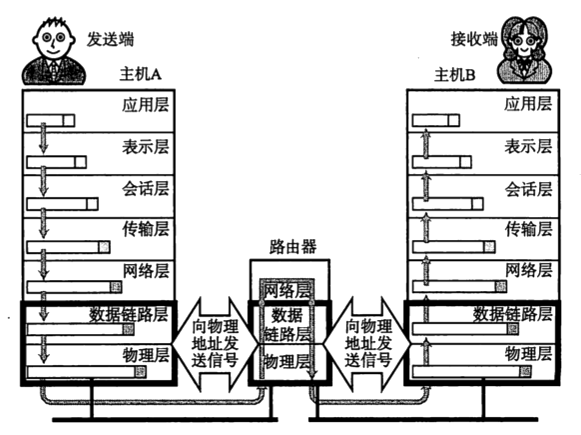 发送端
接收端
主机A
主机B
应用层
表示层
会话层
传输层
网络层
数据链路层
物理层
路由器
网络层
数据
链路层
物理层
向物理
地址发
送信号
向物理
地址发
送信号
应用层
表示层
会话层
传输层
网络层
数据链路层
物理层